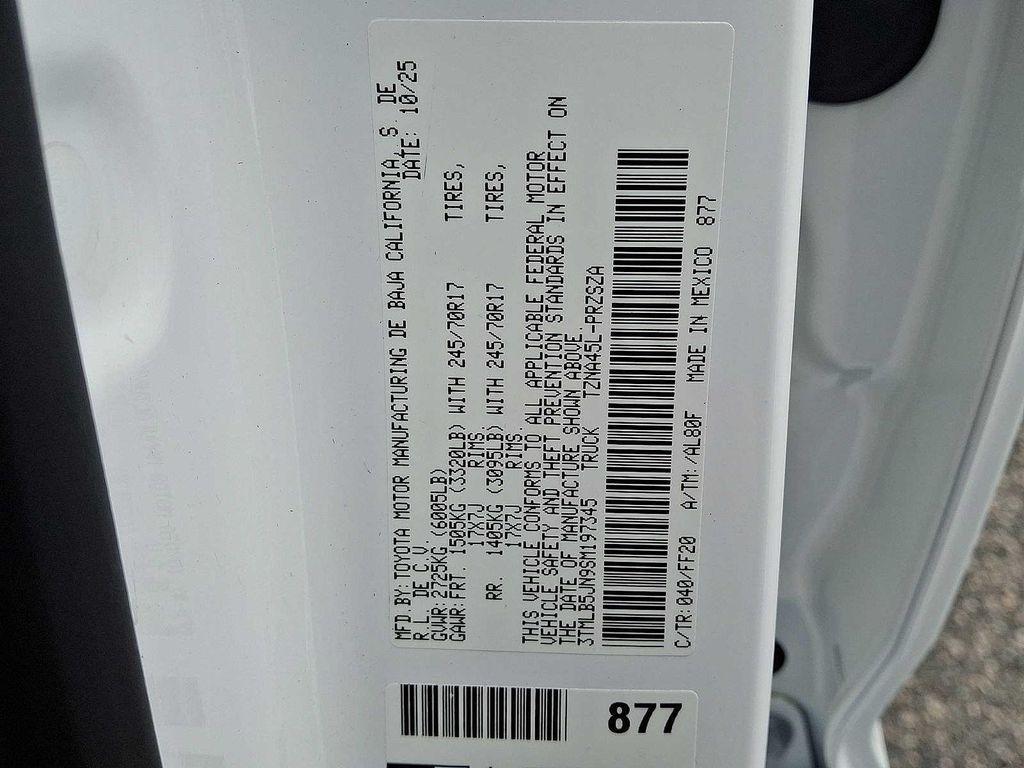 MFD BY: TOYOTA MOTOR MANUFACTURING DE BAJA CALIFORNIA, S DE
R.L. DE C.V. DATE: 10/25
GVWR: 2725KG (6005LB)
GAWR: FRT. 1505KG (3320LB) WITH 245/70R17 TIRES,
17X7J RIMS
RR. 1405KG (3095LB) WITH 245/70R17 TIRES,
17X7J RIMS
THIS VEHICLE CONFORMS TO ALL APPLICABLE FEDERAL MOTOR
VEHICLE SAFETY AND THEFT PREVENTION STANDARDS IN EFFECT ON
THE DATE OF MANUFACTURE SHOWN ABOVE.
3TMLB5JN9SM197345 TRUCK TZNA45L-PRZSZA
C/TR: 040/FF20 A/TM: /AL80F MADE IN MEXICO 877
877